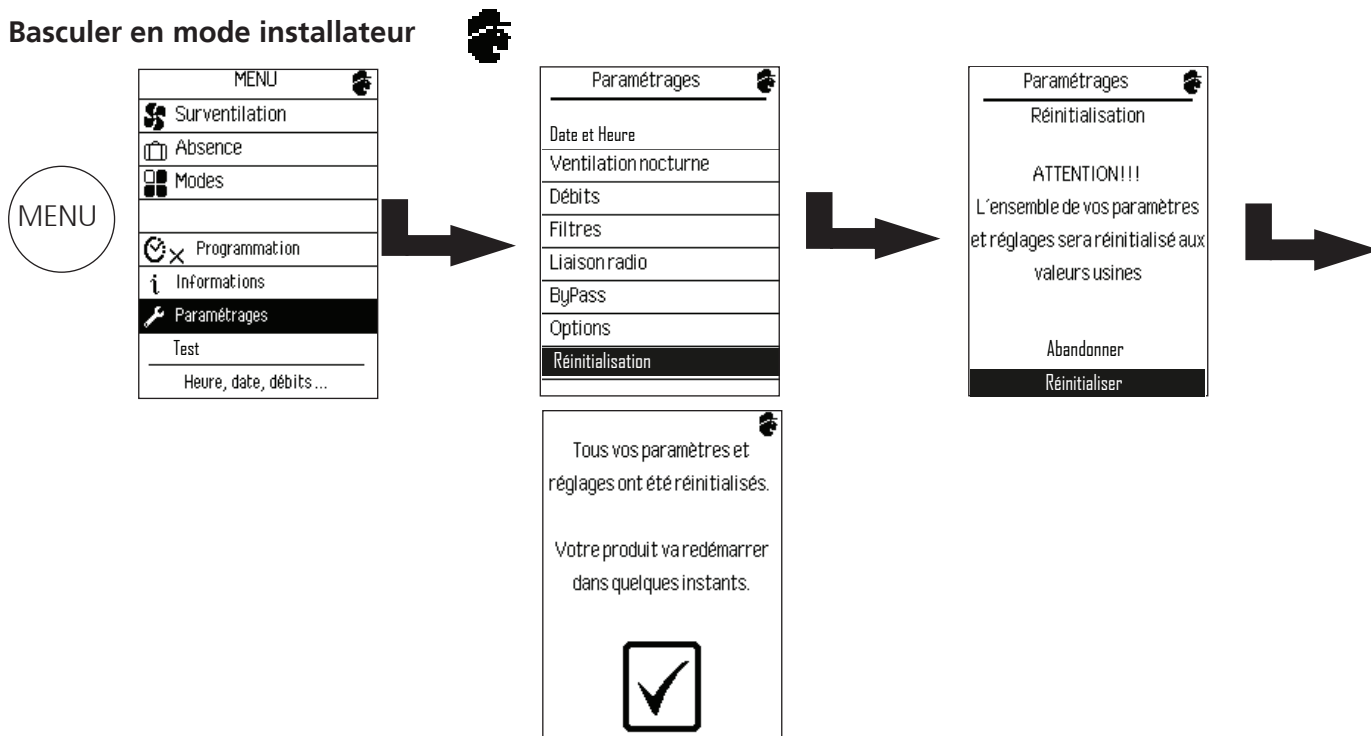 Basculer en mode installateur
MENU
MENU
Surventilation
Absence
Modes
Programmation
i Informations
Paramétrages
Test
Heure, date, débits ...
Paramétrages
Date et Heure
Ventilation nocturne
Débits
Filtres
Liaison radio
ByPass
Options
Réinitialisation
Paramétrages
Réinitialisation
ATTENTION!!!
L´ensemble de vos paramètres
et réglages sera réinitialisé aux
valeurs usines
Abandonner
Réinitialiser
Tous vos paramètres et
réglages ont été réinitialisés.
Votre produit va redémarrer
dans quelques instants.